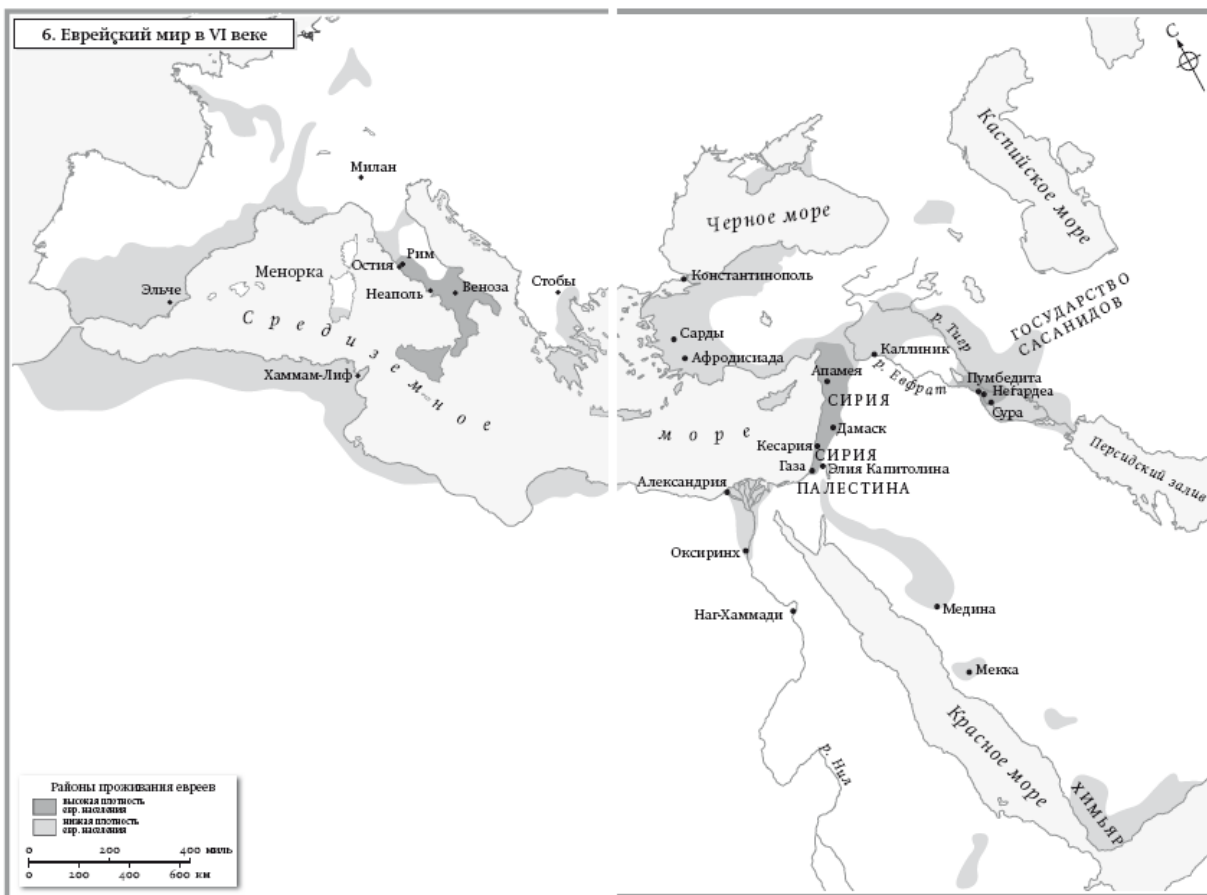 6. Еврейский мир в VI веке
С
Каспийское море
Милан
Черное море
Рим
Остия
Менорка
Константинополь
Эльче
Неаполь
Веноза
Стобы
ГОСУДАРСТВО
САСАНИДОВ
р. Тигр
Средиземное
Сарды
Каллиник
Афродисиада
Хаммам-Лиф
Апамея
р. Евфрат
Пумбедита
Негардеа
СИРИЯ
Сура
море
Дамаск
Кесария
СИРИЯ
Газа
Элия Капитолина
Персидский залив
Александрия
ПАЛЕСТИНА
Оксиринх
Наг-Хаммади
Медина
Мекка
Красное море
р. Нил
ХИМЬЯР
Районы проживания евреев
высокая плотность
евр. населения
низкая плотность
евр. населения
0 200 400 миль
0 200 400 600 км